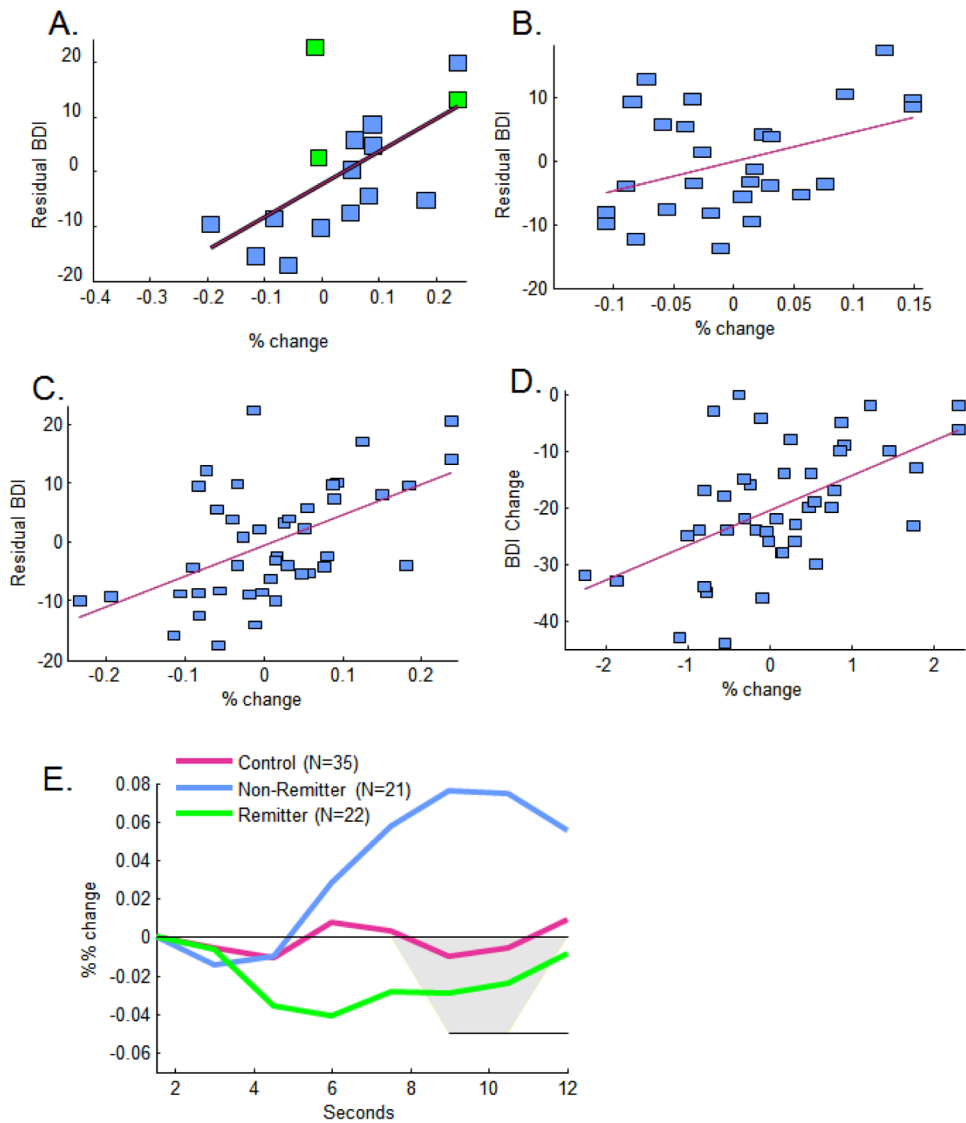 A.
20
10
0
-10
-20
Residual BDI
-0.4 -0.3 -0.2 -0.1 0 0.1 0.2
% change
B.
10
0
-10
-20
Residual BDI
-0.1 -0.05 0 0.05 0.1 0.15
% change
C.
20
10
0
-10
-20
Residual BDI
-0.2 -0.1 0 0.1 0.2
% change
D.
0
-10
-20
-30
-40
BDI Change
-2 -1 0 1 2
% change
E.
Control (N=35)
Non-Remitter (N=21)
Remitter (N=22)
0.08
0.06
0.04
0.02
0
-0.02
-0.04
-0.06
%% change
2 4 6 8 10 12
Seconds